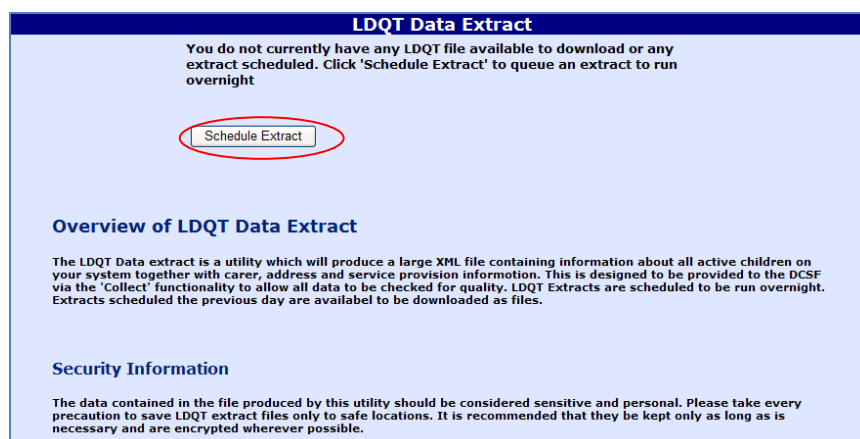 LDQT Data Extract
You do not currently have any LDQT file available to download or any
extract scheduled. Click 'Schedule Extract' to queue an extract to run
overnight
Schedule Extract
Overview of LDQT Data Extract
The LDQT Data extract is a utility which will produce a large XML file containing information about all active children on
your system together with carer, address and service provision information. This is designed to be provided to the DCSF
via the 'Collect' functionality to allow all data to be checked for quality. LDQT Extracts are scheduled to be run overnight.
Extracts scheduled the previous day are availabel to be downloaded as files.
Security Information
The data contained in the file produced by this utility should be considered sensitive and personal. Please take every
precaution to save LDQT extract files only to safe locations. It is recommended that they be kept only as long as is
necessary and are encrypted wherever possible.